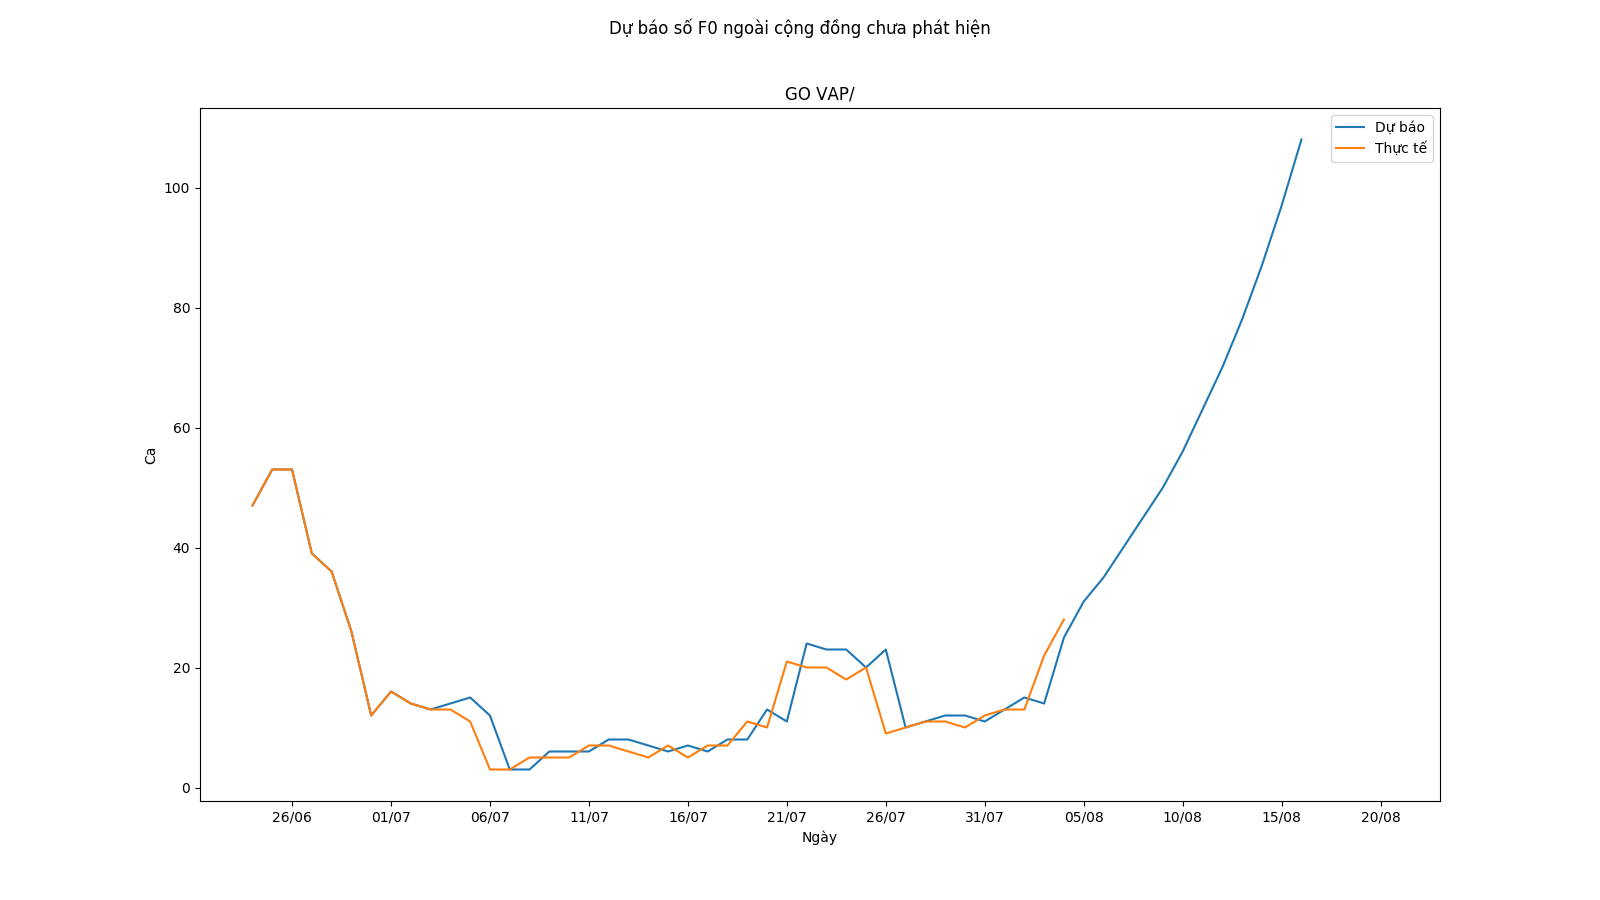 Dự báo số F0 ngoài cộng đồng chưa phát hiện
GO VAP/
Dự báo
Thực tế
100
80
60
40
20
0
Ca
26/06 01/07 06/07 11/07 16/07 21/07 26/07 31/07 05/08 10/08 15/08 20/08
Ngày